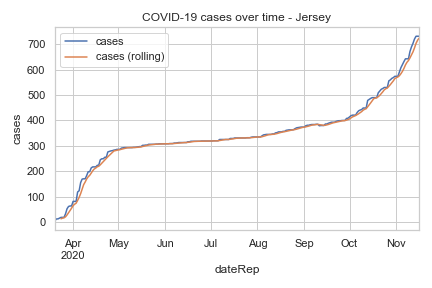 COVID-19 cases over time - Jersey
cases
cases (rolling)
700
600
500
400
300
200
100
0
cases
Apr May Jun Jul Aug Sep Oct Nov
2020
dateRep